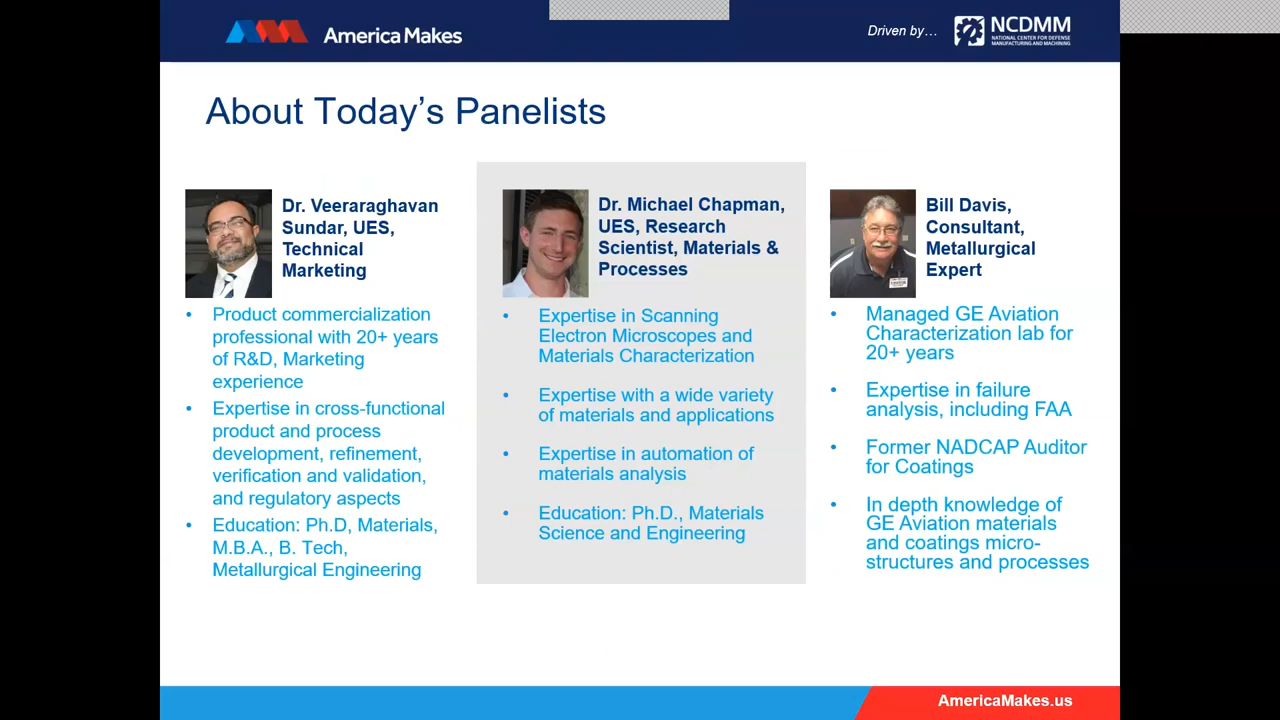 America Makes
Driven by…
NCDMM
NATIONAL CENTER FOR DEFENSE
MANUFACTURING AND MACHINING
About Today's Panelists
Dr. Veeraraghavan
Sundar, UES,
Technical
Marketing
• Product commercialization
professional with 20+ years
of R&D, Marketing
experience
• Expertise in cross-functional
product and process
development, refinement,
verification and validation,
and regulatory aspects
• Education: Ph.D, Materials,
M.B.A., B. Tech,
Metallurgical Engineering
Dr. Michael Chapman,
UES, Research
Scientist, Materials &
Processes
• Expertise in Scanning
Electron Microscopes and
Materials Characterization
• Expertise with a wide variety
of materials and applications
• Expertise in automation of
materials analysis
• Education: Ph.D., Materials
Science and Engineering
Bill Davis,
Consultant,
Metallurgical
Expert
• Managed GE Aviation
Characterization lab for
20+ years
• Expertise in failure
analysis, including FAA
• Former NADCAP Auditor
for Coatings
• In depth knowledge of
GE Aviation materials
and coatings micro-
structures and processes
AmericaMakes.us